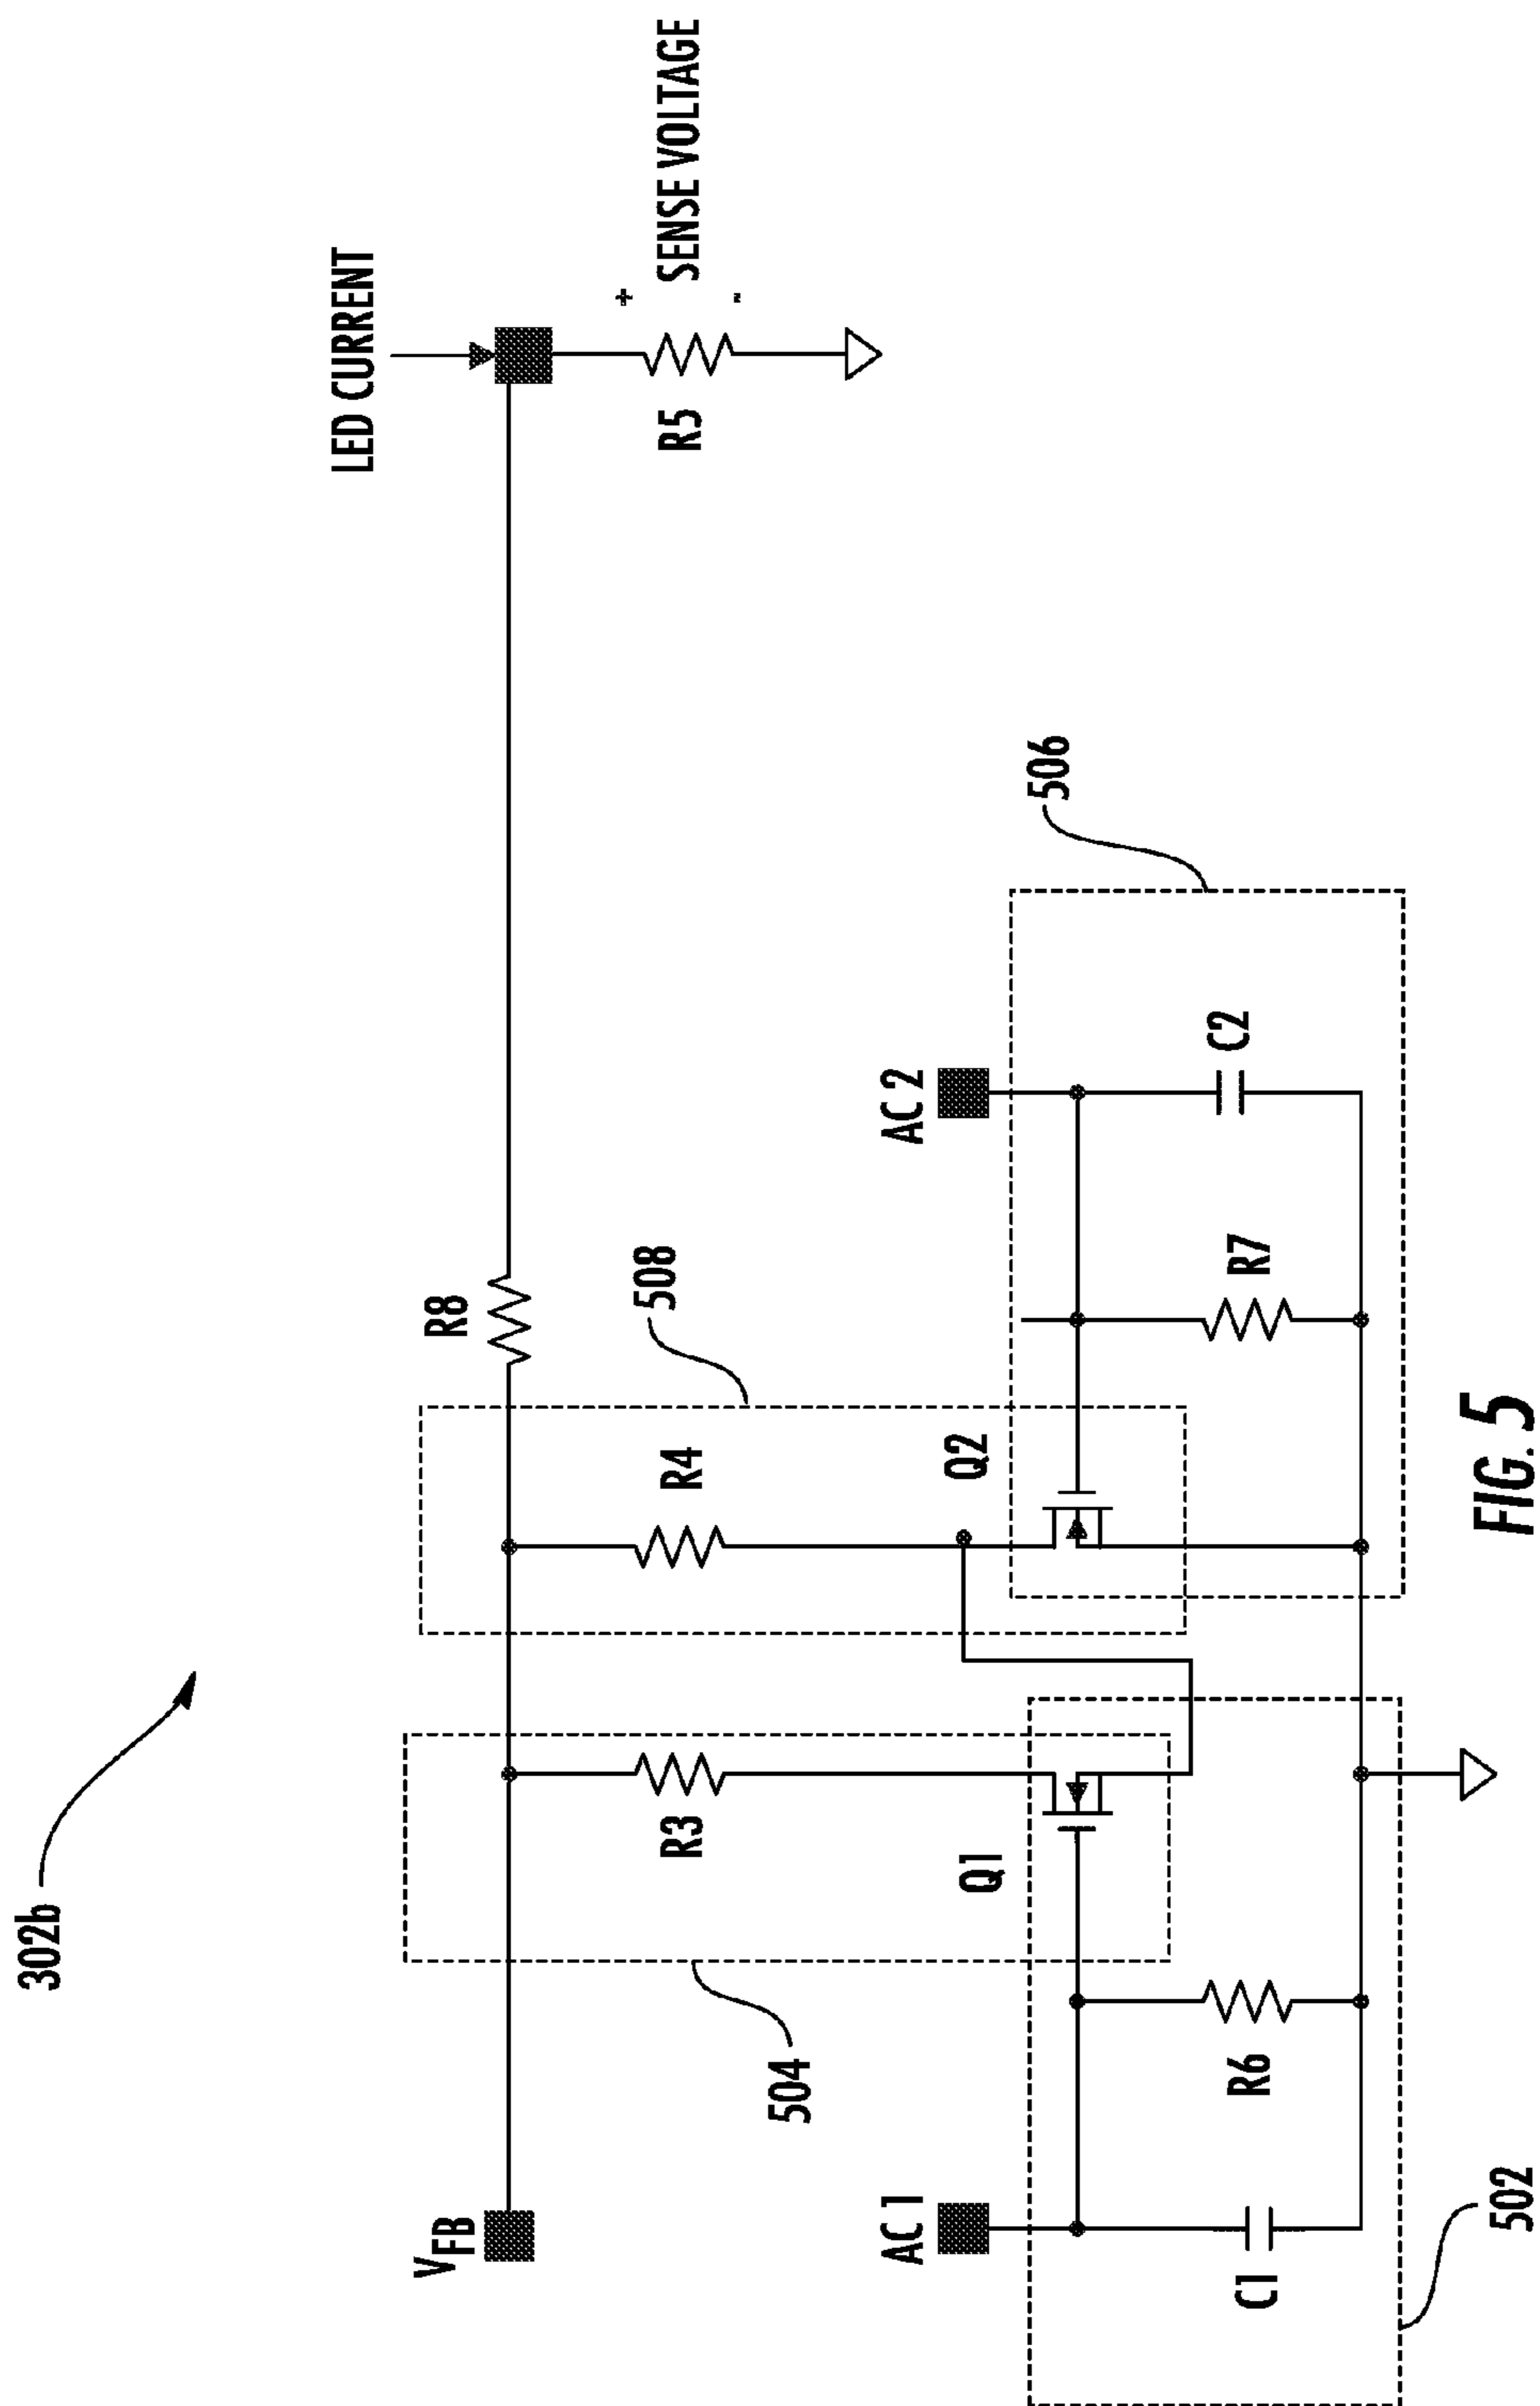 302b
LED CURRENT
V FB
R8
504
R3
508
R4
R5
+
SENSE VOLTAGE
-
AC 1
Q1
Q2
AC 2
506
C1
R6
R7
C2
502
FIG. 5